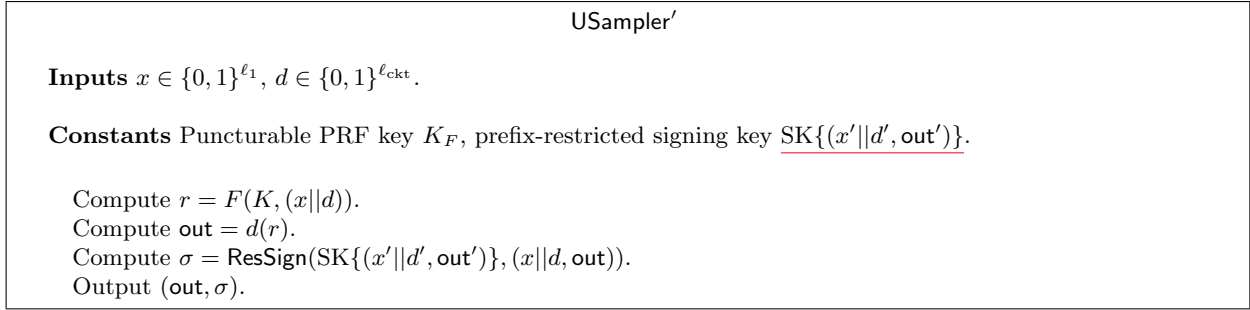 USampler′
Inputs x ∈ {0, 1}^{ℓ_1}, d ∈ {0, 1}^{ℓ_ckt}.
Constants Puncturable PRF key K_F, prefix-restricted signing key SK{(x′||d′, out′)}.
Compute r = F(K, (x||d)).
Compute out = d(r).
Compute σ = ResSign(SK{(x′||d′, out′)}, (x||d, out)).
Output (out, σ).